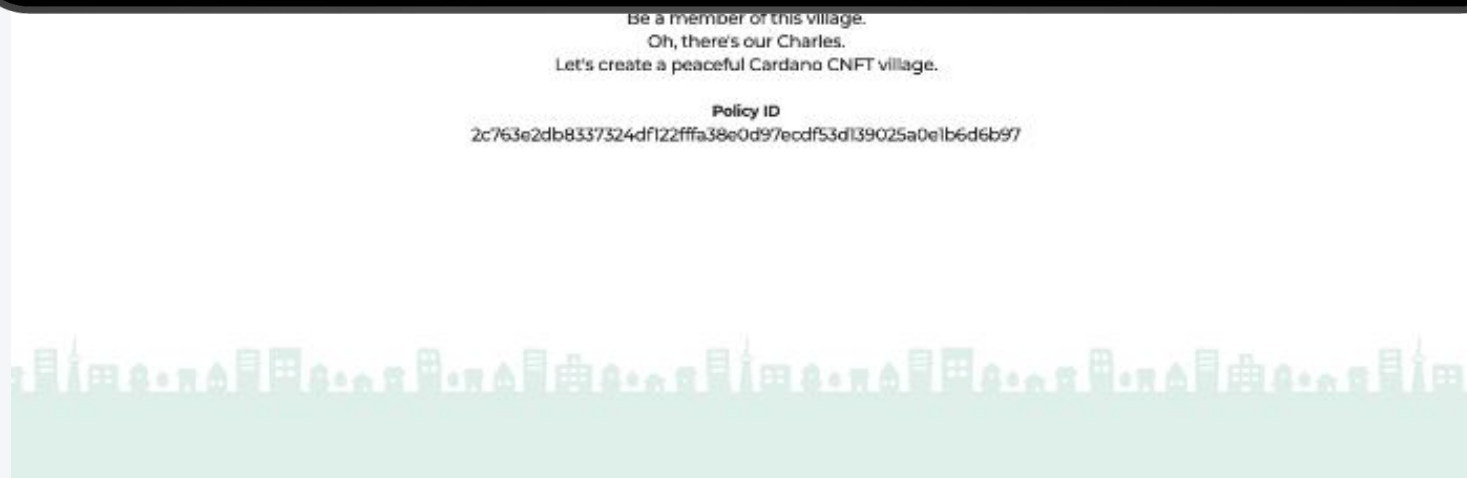 Be a member of this village.
Oh, there's our Charles.
Let's create a peaceful Cardano CNFT village.
Policy ID
2c763e2db8337324df122fffa38e0d97ecdf53d139025a0e1b6d6b97